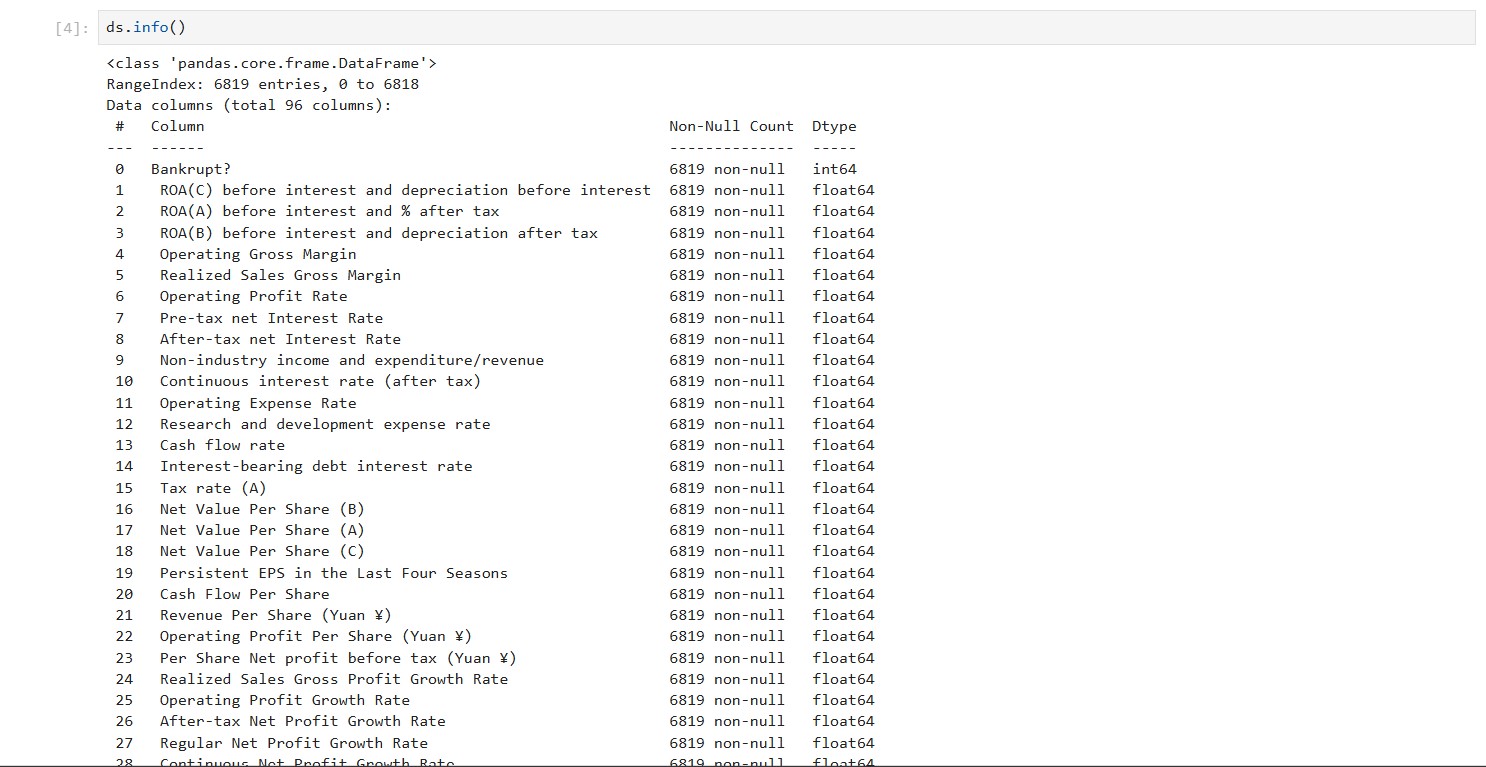 [4]: ds.info()
<class 'pandas.core.frame.DataFrame'>
RangeIndex: 6819 entries, 0 to 6818
Data columns (total 96 columns):
 #   Column                                                    Non-Null Count  Dtype
---  ------                                                    --------------  -----
 0   Bankrupt?                                                 6819 non-null   int64
 1    ROA(C) before interest and depreciation before interest  6819 non-null   float64
 2    ROA(A) before interest and % after tax                   6819 non-null   float64
 3    ROA(B) before interest and depreciation after tax        6819 non-null   float64
 4    Operating Gross Margin                                   6819 non-null   float64
 5    Realized Sales Gross Margin                              6819 non-null   float64
 6    Operating Profit Rate                                    6819 non-null   float64
 7    Pre-tax net Interest Rate                                6819 non-null   float64
 8    After-tax net Interest Rate                              6819 non-null   float64
 9    Non-industry income and expenditure/revenue              6819 non-null   float64
 10   Continuous interest rate (after tax)                     6819 non-null   float64
 11   Operating Expense Rate                                   6819 non-null   float64
 12   Research and development expense rate                    6819 non-null   float64
 13   Cash flow rate                                           6819 non-null   float64
 14   Interest-bearing debt interest rate                      6819 non-null   float64
 15   Tax rate (A)                                             6819 non-null   float64
 16   Net Value Per Share (B)                                  6819 non-null   float64
 17   Net Value Per Share (A)                                  6819 non-null   float64
 18   Net Value Per Share (C)                                  6819 non-null   float64
 19   Persistent EPS in the Last Four Seasons                  6819 non-null   float64
 20   Cash Flow Per Share                                      6819 non-null   float64
 21   Revenue Per Share (Yuan ¥)                               6819 non-null   float64
 22   Operating Profit Per Share (Yuan ¥)                      6819 non-null   float64
 23   Per Share Net profit before tax (Yuan ¥)                 6819 non-null   float64
 24   Realized Sales Gross Profit Growth Rate                  6819 non-null   float64
 25   Operating Profit Growth Rate                             6819 non-null   float64
 26   After-tax Net Profit Growth Rate                         6819 non-null   float64
 27   Regular Net Profit Growth Rate                           6819 non-null   float64
 28   Continuous Net Profit Growth Rate                        6819 non-null   float64